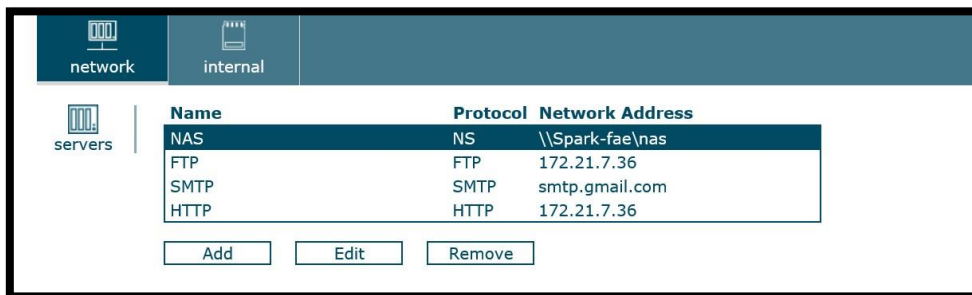 network internal
servers
Name Protocol Network Address
NAS NS \\Spark-fae\nas
FTP FTP 172.21.7.36
SMTP SMTP smtp.gmail.com
HTTP HTTP 172.21.7.36
Add Edit Remove